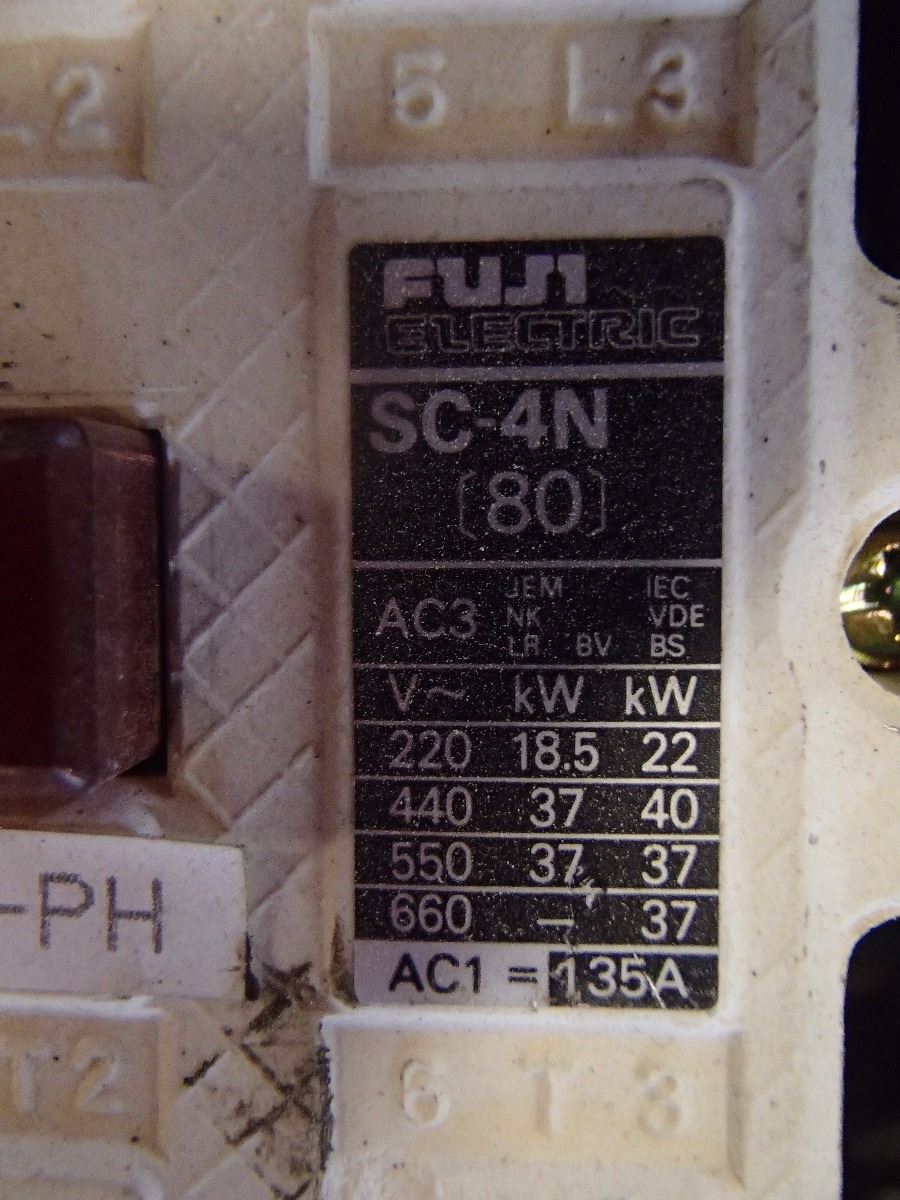 L2
5 L3
FUJI
ELECTRIC
SC-4N
[80]
AC3 JEM IEC
NK VDE
LR BV BS
V~ kW kW
220 18.5 22
440 37 40
550 37 37
660 — 37
AC1 = 135A
-PH
T2
6 T 3